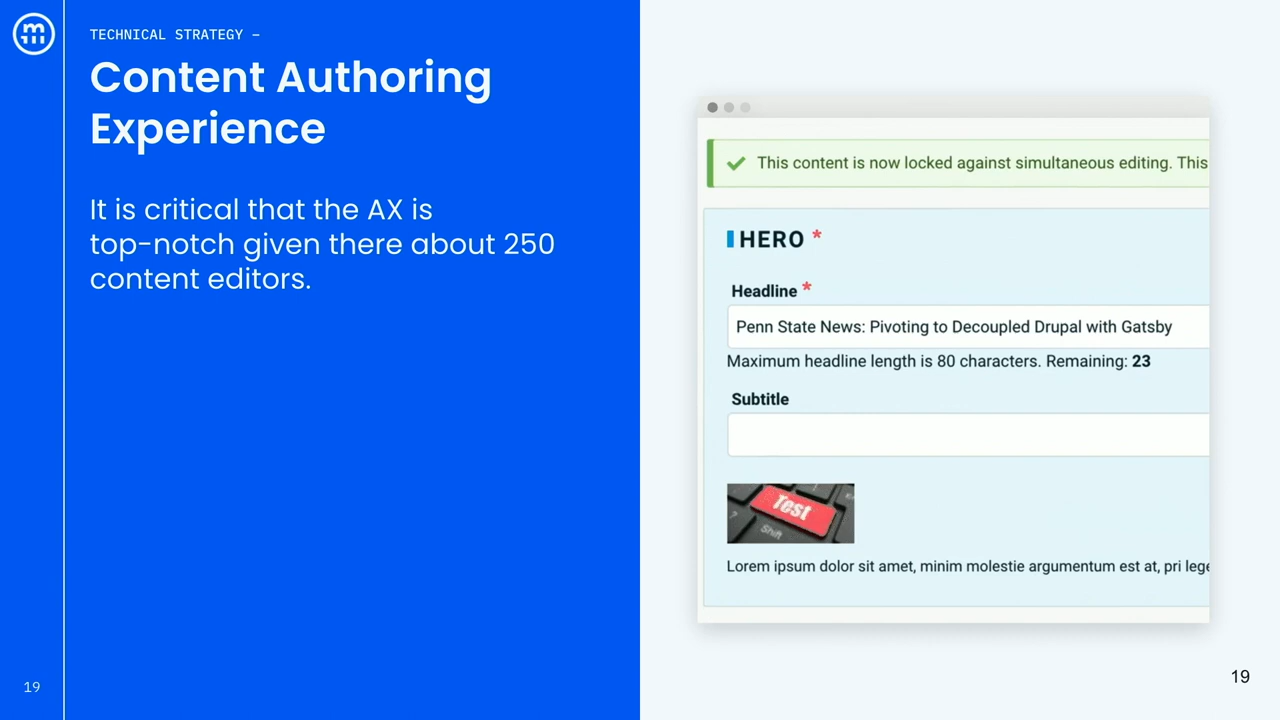 m
TECHNICAL STRATEGY –
Content Authoring
Experience
It is critical that the AX is
top-notch given there about 250
content editors.
19
This content is now locked against simultaneous editing. This
HERO *
Headline *
Penn State News: Pivoting to Decoupled Drupal with Gatsby
Maximum headline length is 80 characters. Remaining: 23
Subtitle
Test
?
Shift
Lorem ipsum dolor sit amet, minim molestie argumentum est at, pri lege
19